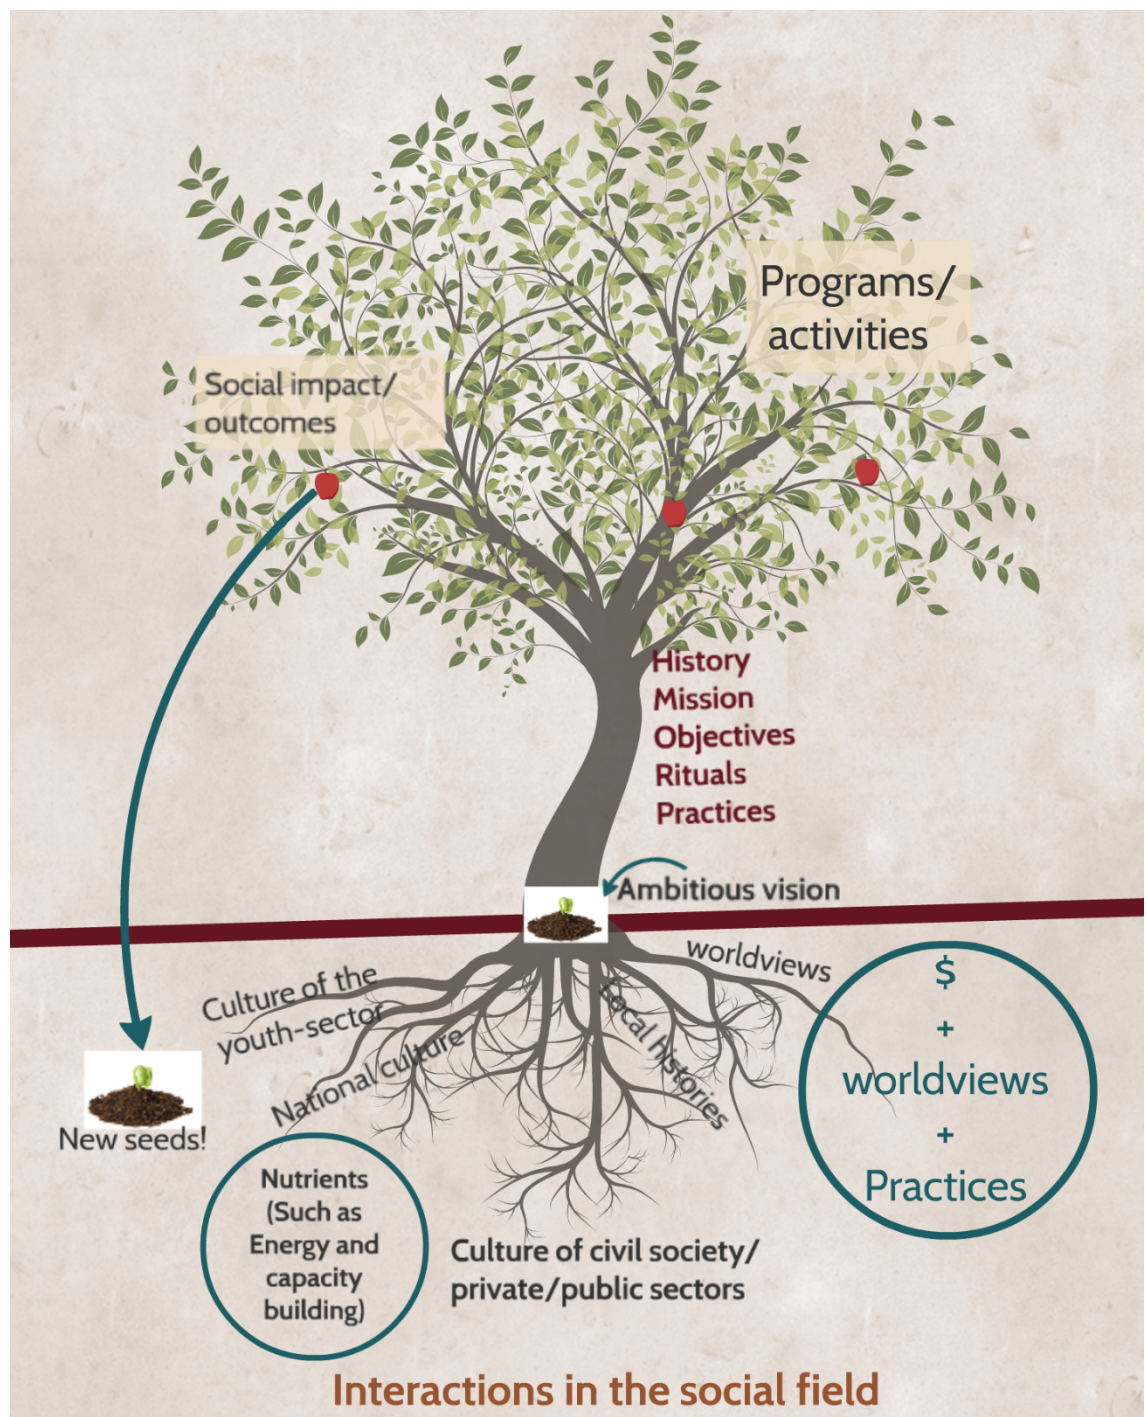 Programs/
activities
Social impact/
outcomes
History
Mission
Objectives
Rituals
Practices
Ambitious vision
worldviews
Culture of the
youth-sector
National culture
Local histories
$
+
worldviews
+
Practices
New seeds!
Nutrients
(Such as
Energy and
capacity
building)
Culture of civil society/
private/public sectors
Interactions in the social field